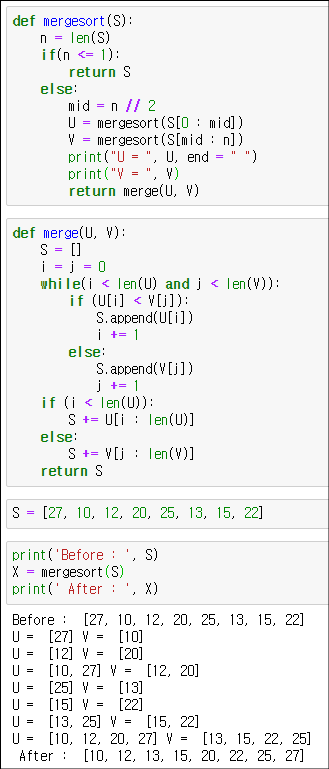 def mergesort(S):
    n = len(S)
    if(n <= 1):
        return S
    else:
        mid = n // 2
        U = mergesort(S[0 : mid])
        V = mergesort(S[mid : n])
        print("U = ", U, end = " ")
        print("V = ", V)
        return merge(U, V)
def merge(U, V):
    S = []
    i = j = 0
    while(i < len(U) and j < len(V)):
        if (U[i] < V[j]):
            S.append(U[i])
            i += 1
        else:
            S.append(V[j])
            j += 1
    if (i < len(U)):
        S += U[i : len(U)]
    else:
        S += V[j : len(V)]
    return S
S = [27, 10, 12, 20, 25, 13, 15, 22]
print('Before : ', S)
X = mergesort(S)
print(' After : ', X)
Before :  [27, 10, 12, 20, 25, 13, 15, 22]
U =  [27] V =  [10]
U =  [12] V =  [20]
U =  [10, 27] V =  [12, 20]
U =  [25] V =  [13]
U =  [15] V =  [22]
U =  [13, 25] V =  [15, 22]
U =  [10, 12, 20, 27] V =  [13, 15, 22, 25]
 After :  [10, 12, 13, 15, 20, 22, 25, 27]